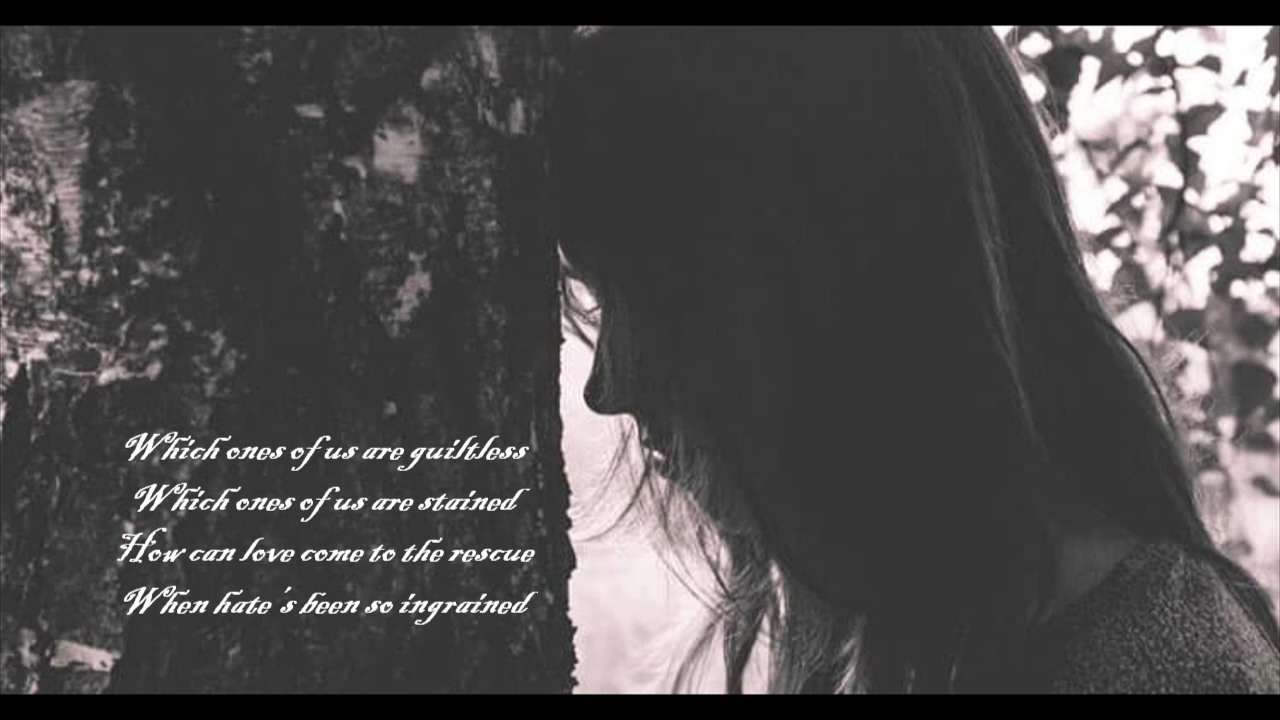 Which ones of us are guiltless
Which ones of us are stained
How can love come to the rescue
When hate's been so ingrained